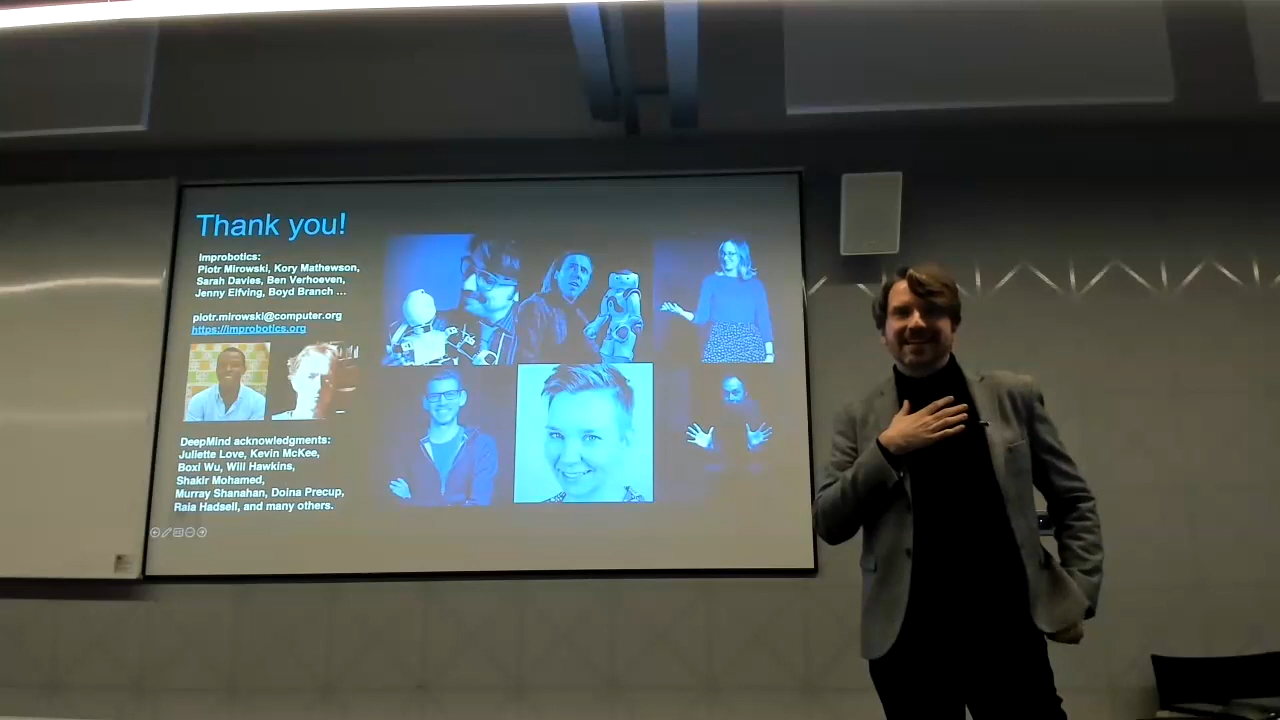 Thank you!
Improbotics:
Piotr Mirowski, Kory Mathewson,
Sarah Davies, Ben Verhoeven,
Jenny Elfving, Boyd Branch ...
piotr.mirowski@computer.org
https://improbotics.org
DeepMind acknowledgments:
Juliette Love, Kevin McKee,
Boxi Wu, Will Hawkins,
Shakir Mohamed,
Murray Shanahan, Doina Precup,
Raia Hadsell, and many others.